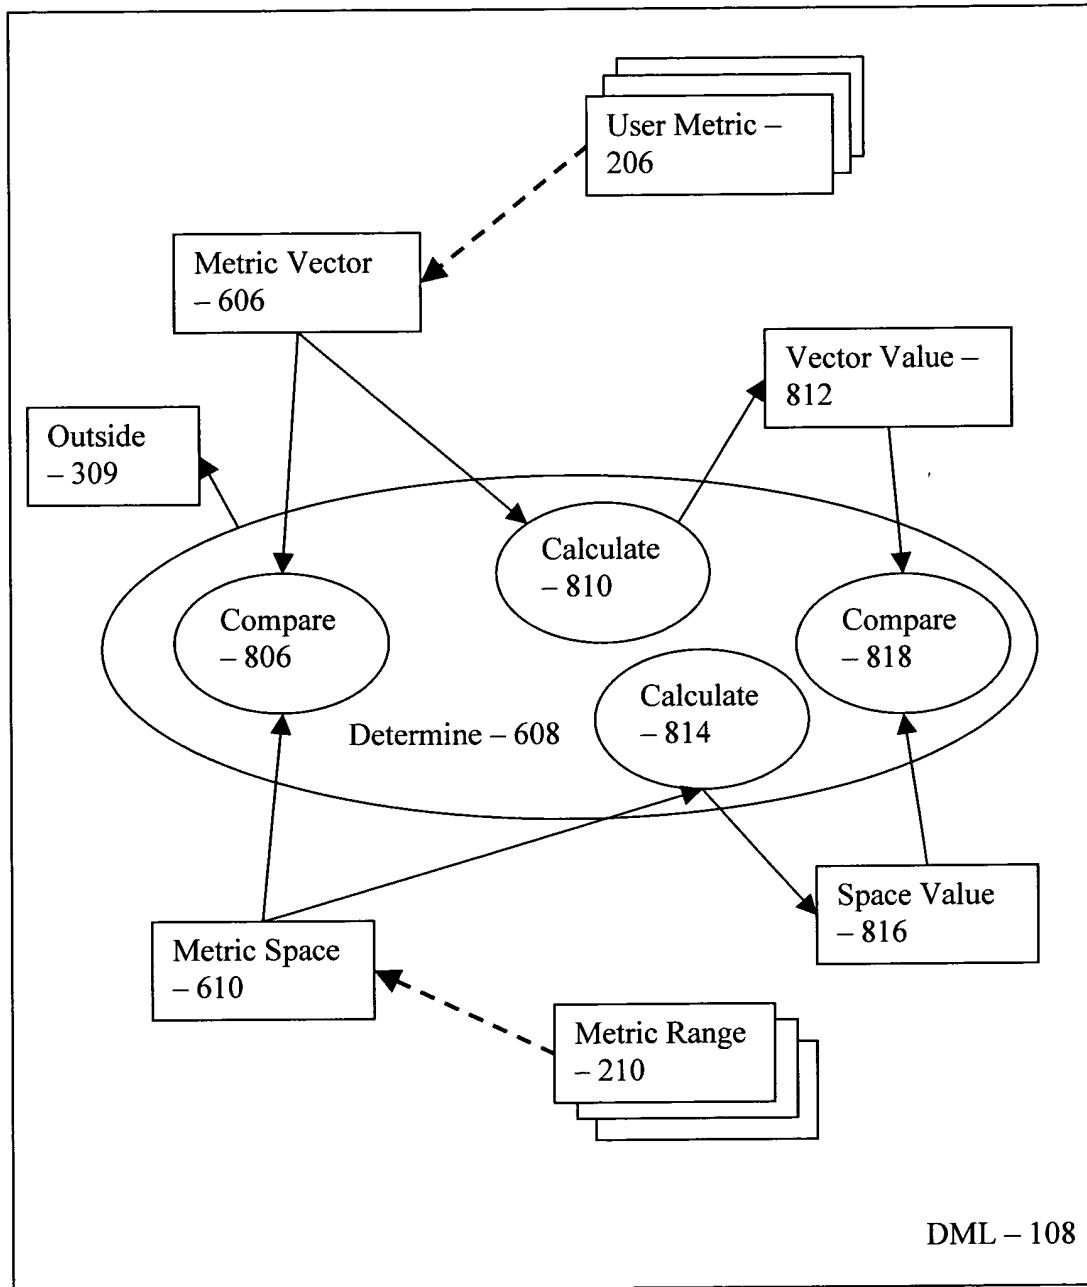 User Metric –
206
Metric Vector
– 606
Vector Value –
812
Outside
– 309
Calculate
– 810
Compare
– 806
Compare
– 818
Calculate
– 814
Determine – 608
Space Value
– 816
Metric Space
– 610
Metric Range
– 210
DML – 108